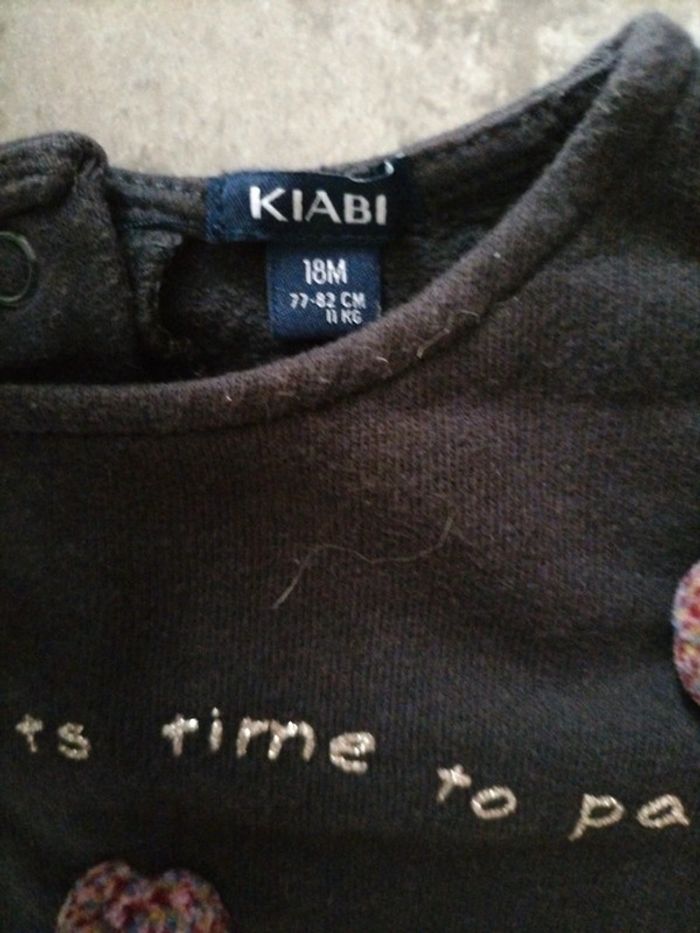 KIABI
18M
77-82 CM
11 KG
ts time to pa